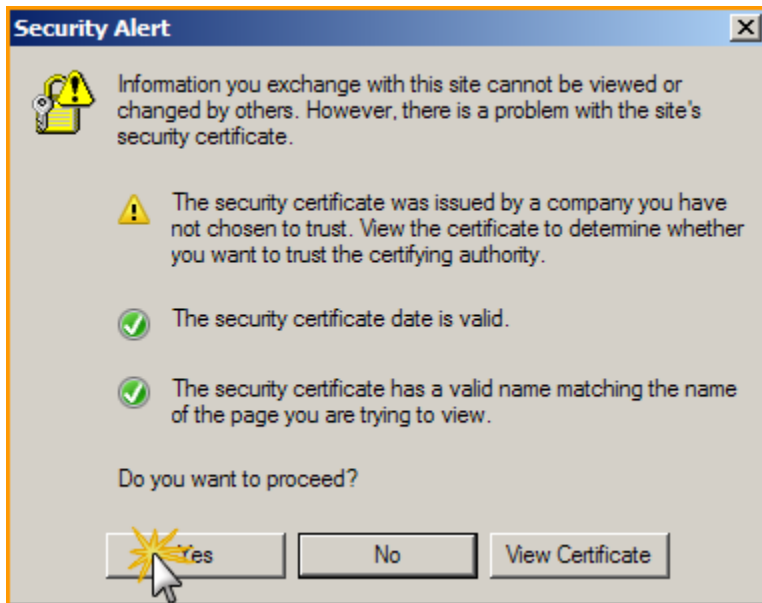 Security Alert
Information you exchange with this site cannot be viewed or
changed by others. However, there is a problem with the site's
security certificate.
The security certificate was issued by a company you have
not chosen to trust. View the certificate to determine whether
you want to trust the certifying authority.
The security certificate date is valid.
The security certificate has a valid name matching the name
of the page you are trying to view.
Do you want to proceed?
Yes No View Certificate